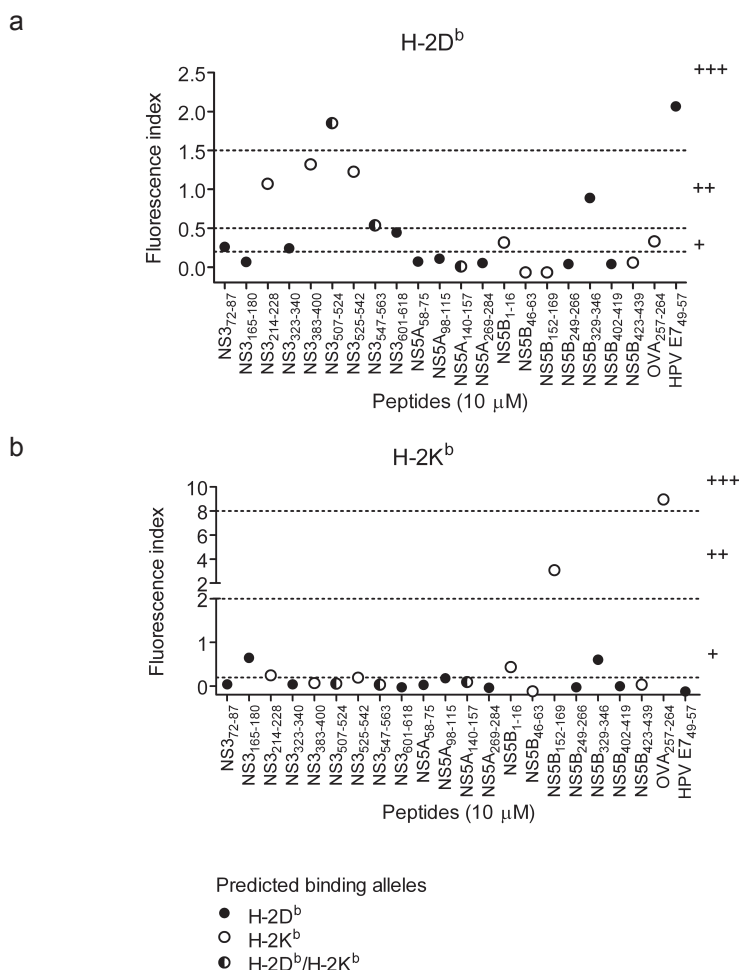 a
H-2Dᵇ
+++
2.5
2.0
1.5
++
1.0
0.5
+
0.0
Fluorescence index
NS3₇₂₋₈₇
NS3₁₆₅₋₁₈₀
NS3₂₁₄₋₂₂₈
NS3₃₂₃₋₃₄₀
NS3₃₈₃₋₄₀₀
NS3₅₀₇₋₅₂₄
NS3₅₂₅₋₅₄₂
NS3₅₄₇₋₅₆₃
NS3₆₀₁₋₆₁₈
NS5A₅₈₋₇₅
NS5A₉₈₋₁₁₅
NS5A₁₄₀₋₁₅₇
NS5A₂₆₉₋₂₈₄
NS5B₁₋₁₆
NS5B₄₆₋₆₃
NS5B₁₅₂₋₁₆₉
NS5B₂₄₉₋₂₆₆
NS5B₃₂₉₋₃₄₆
NS5B₄₀₂₋₄₁₉
NS5B₄₂₃₋₄₃₉
OVA₂₅₇₋₂₆₄
HPV E7₄₉₋₅₇
Peptides (10 μM)
b
H-2Kᵇ
+++
10
8
6
++
4
2
2
1
+
0
Fluorescence index
NS3₇₂₋₈₇
NS3₁₆₅₋₁₈₀
NS3₂₁₄₋₂₂₈
NS3₃₂₃₋₃₄₀
NS3₃₈₃₋₄₀₀
NS3₅₀₇₋₅₂₄
NS3₅₂₅₋₅₄₂
NS3₅₄₇₋₅₆₃
NS3₆₀₁₋₆₁₈
NS5A₅₈₋₇₅
NS5A₉₈₋₁₁₅
NS5A₁₄₀₋₁₅₇
NS5A₂₆₉₋₂₈₄
NS5B₁₋₁₆
NS5B₄₆₋₆₃
NS5B₁₅₂₋₁₆₉
NS5B₂₄₉₋₂₆₆
NS5B₃₂₉₋₃₄₆
NS5B₄₀₂₋₄₁₉
NS5B₄₂₃₋₄₃₉
OVA₂₅₇₋₂₆₄
HPV E7₄₉₋₅₇
Peptides (10 μM)
Predicted binding alleles
H-2Dᵇ
H-2Kᵇ
H-2Dᵇ/H-2Kᵇ